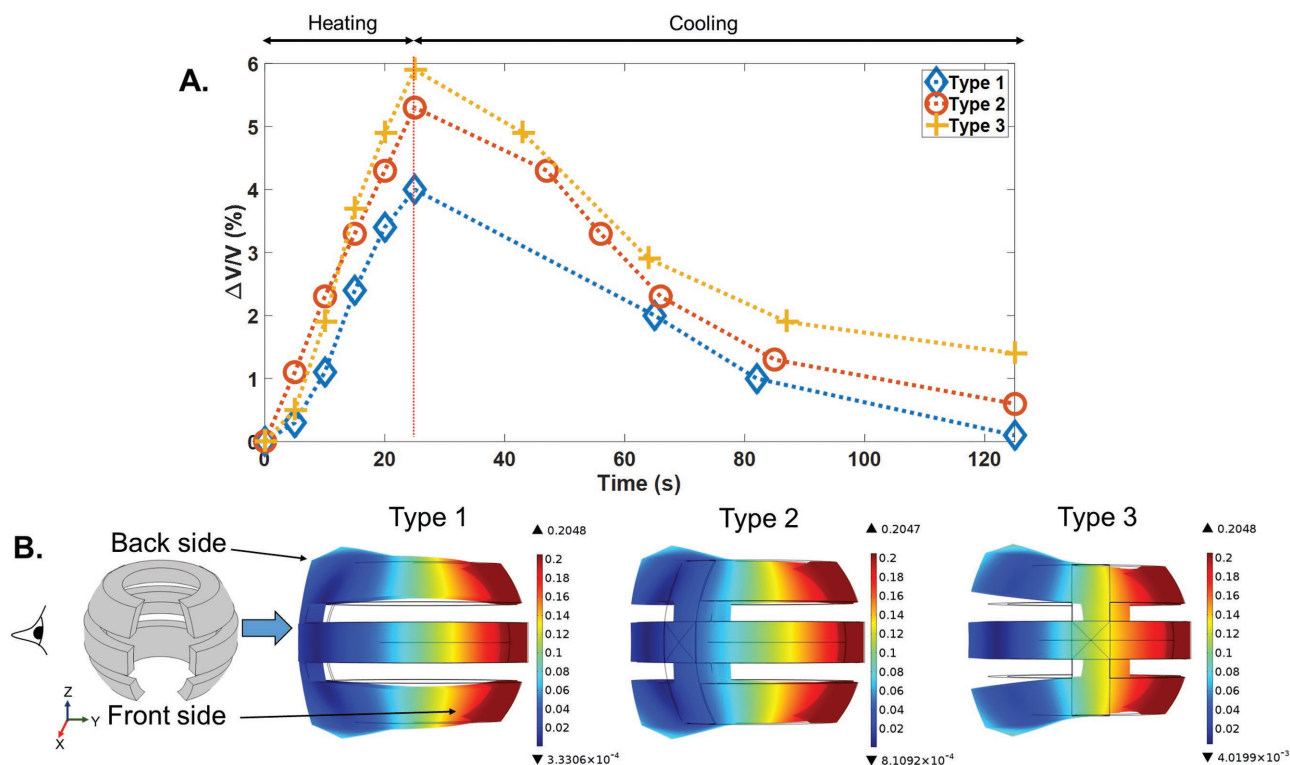 Heating Cooling
A.
6
5
4
3
2
1
0
ΔV/V (%)
Type 1
Type 2
Type 3
0 20 40 60 80 100 120
Time (s)
B.
Back side
Front side
Z
Y
X
Type 1 Type 2 Type 3
▲ 0.2048 ▲ 0.2047 ▲ 0.2048
0.2 0.2 0.2
0.18 0.18 0.18
0.16 0.16 0.16
0.14 0.14 0.14
0.12 0.12 0.12
0.1 0.1 0.1
0.08 0.08 0.08
0.06 0.06 0.06
0.04 0.04 0.04
0.02 0.02 0.02
▼ 3.3306×10⁻⁴ ▼ 8.1092×10⁻⁴ ▼ 4.0199×10⁻³